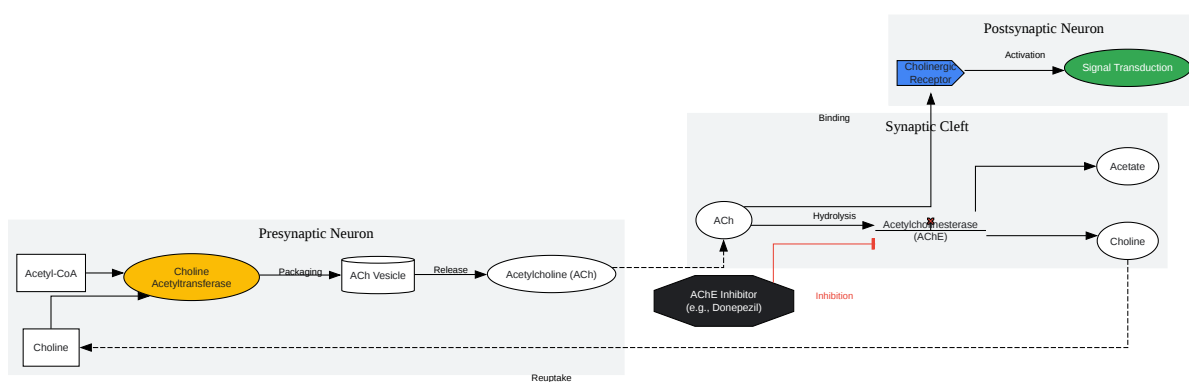 Postsynaptic Neuron
Cholinergic
Receptor
Activation
Signal Transduction
Binding
Synaptic Cleft
Acetate
ACh
Hydrolysis
Acetylcholinesterase
(AChE)
Choline
Presynaptic Neuron
Acetyl-CoA
Choline
Acetyltransferase
Packaging
ACh Vesicle
Release
Acetylcholine (ACh)
AChE Inhibitor
(e.g., Donepezil)
Inhibition
Choline
Reuptake